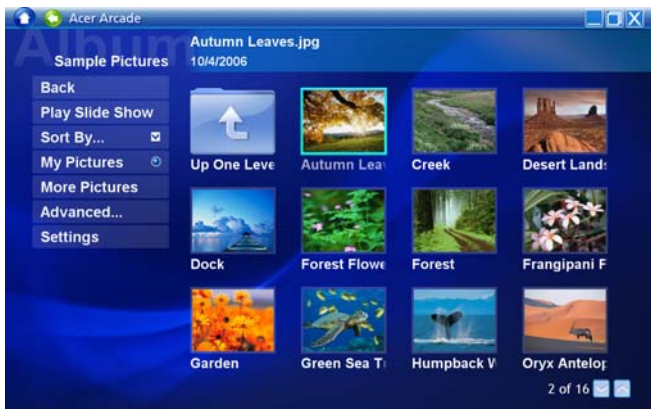 Acer Arcade
Album
Autumn Leaves.jpg
Sample Pictures
10/4/2006
Back
Play Slide Show
Sort By...
My Pictures
More Pictures
Advanced...
Settings
Up One Leve
Autumn Leav
Creek
Desert Lands
Dock
Forest Flowe
Forest
Frangipani F
Garden
Green Sea T
Humpback W
Oryx Antelop
2 of 16